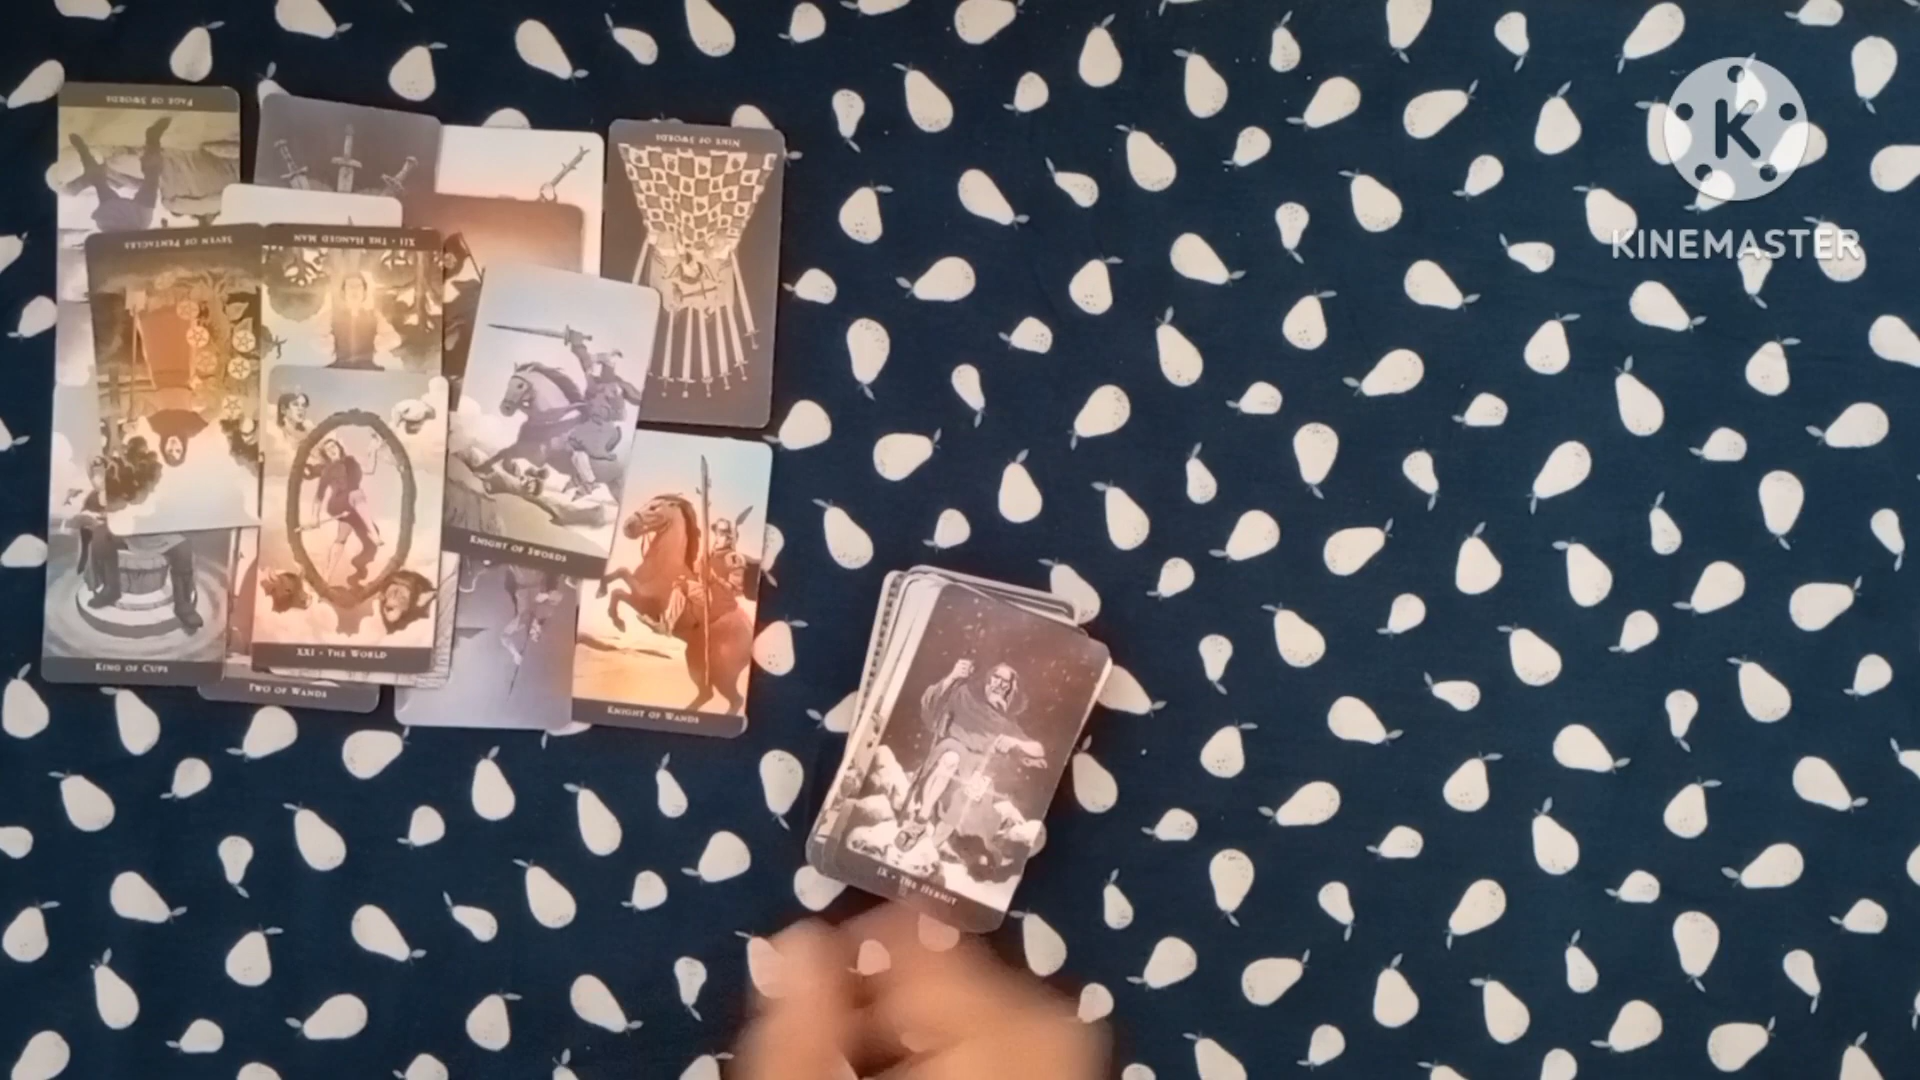 PAGE OF SWORDS
NINE OF SWORDS
K
KINEMASTER
SEVEN OF PENTACLES
XII • THE HANGED MAN
KNIGHT OF SWORDS
XXI • THE WORLD
KING OF CUPS
TWO OF WANDS
KNIGHT OF WANDS
IX • THE HERMIT